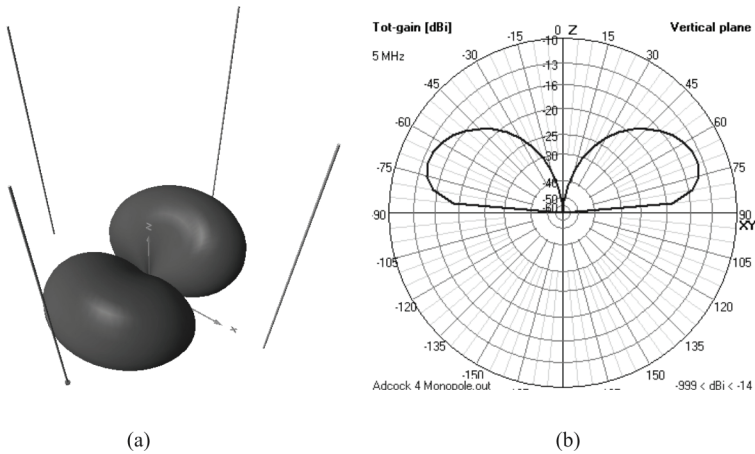 Z
x
(a)
Tot-gain [dBi]
0 Z
Vertical plane
5 MHz
-15
-10
15
-30
-13
30
-45
-16
45
-60
-20
60
-25
-75
-30
75
-40
-50
90
90
XY
-105
105
-120
120
-135
135
150
150
Adcock 4 Monopole.out
-999 < dBi < -14
(b)